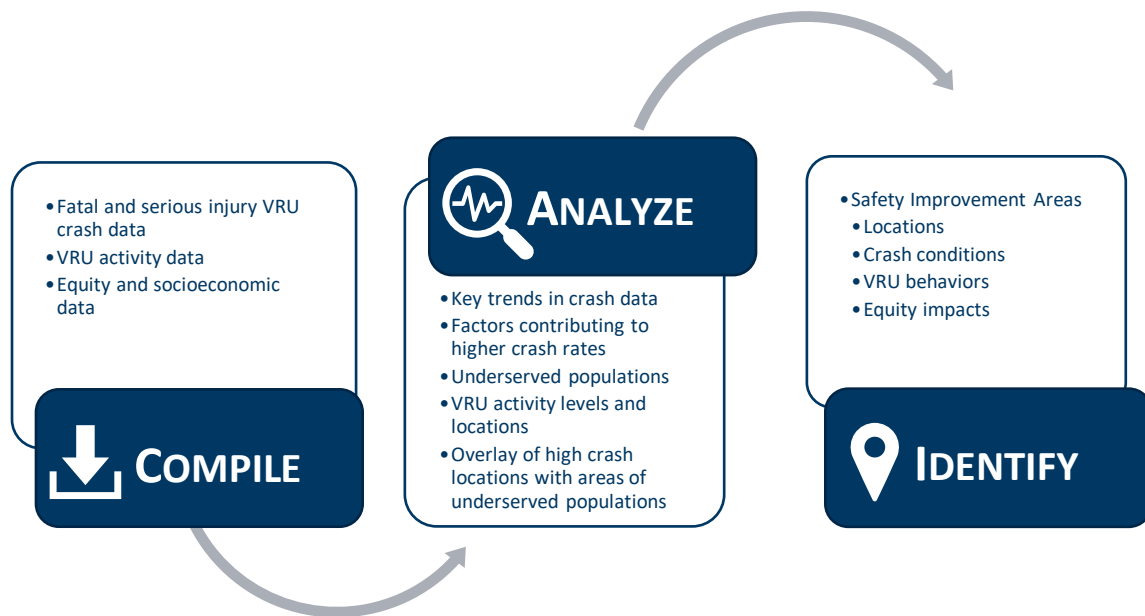 • Fatal and serious injury VRU
crash data
• VRU activity data
• Equity and socioeconomic
data
COMPILE
ANALYZE
• Key trends in crash data
• Factors contributing to
higher crash rates
• Underserved populations
• VRU activity levels and
locations
• Overlay of high crash
locations with areas of
underserved populations
• Safety Improvement Areas
• Locations
• Crash conditions
• VRU behaviors
• Equity impacts
IDENTIFY